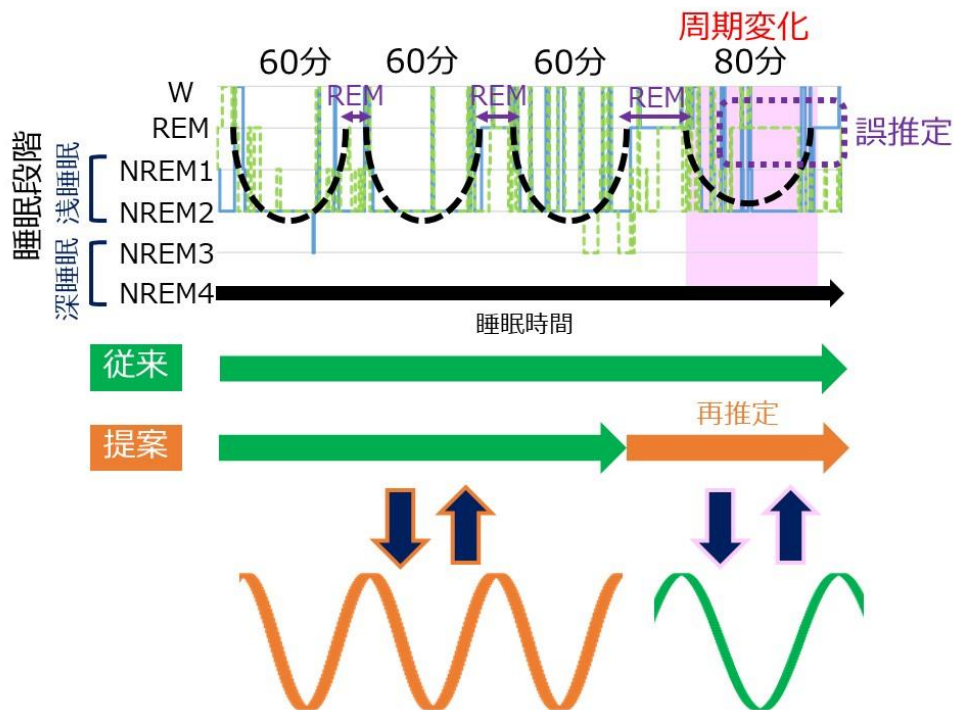 周期変化
60分
60分
60分
80分
W
REM
REM
REM
REM
誤推定
睡眠段階
浅睡眠
NREM1
NREM2
深睡眠
NREM3
NREM4
睡眠時間
従来
再推定
提案